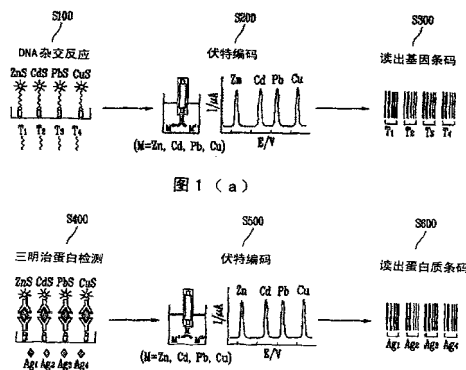 S100
DNA 杂交反应
ZnS CdS PbS CuS
T1 T2 T3 T4
S200
伏特编码
I/μA
Zn Cd Pb Cu
E/V
(M=Zn, Cd, Pb, Cu)
S300
读出基因条码
T1 T2 T3 T4
图 1 (a)
S400
三明治蛋白检测
ZnS CdS PbS CuS
Ag1 Ag2 Ag3 Ag4
S500
伏特编码
I/μA
Zn Cd Pb Cu
E/V
(M=Zn, Cd, Pb, Cu)
S600
读出蛋白质条码
Ag1 Ag2 Ag3 Ag4